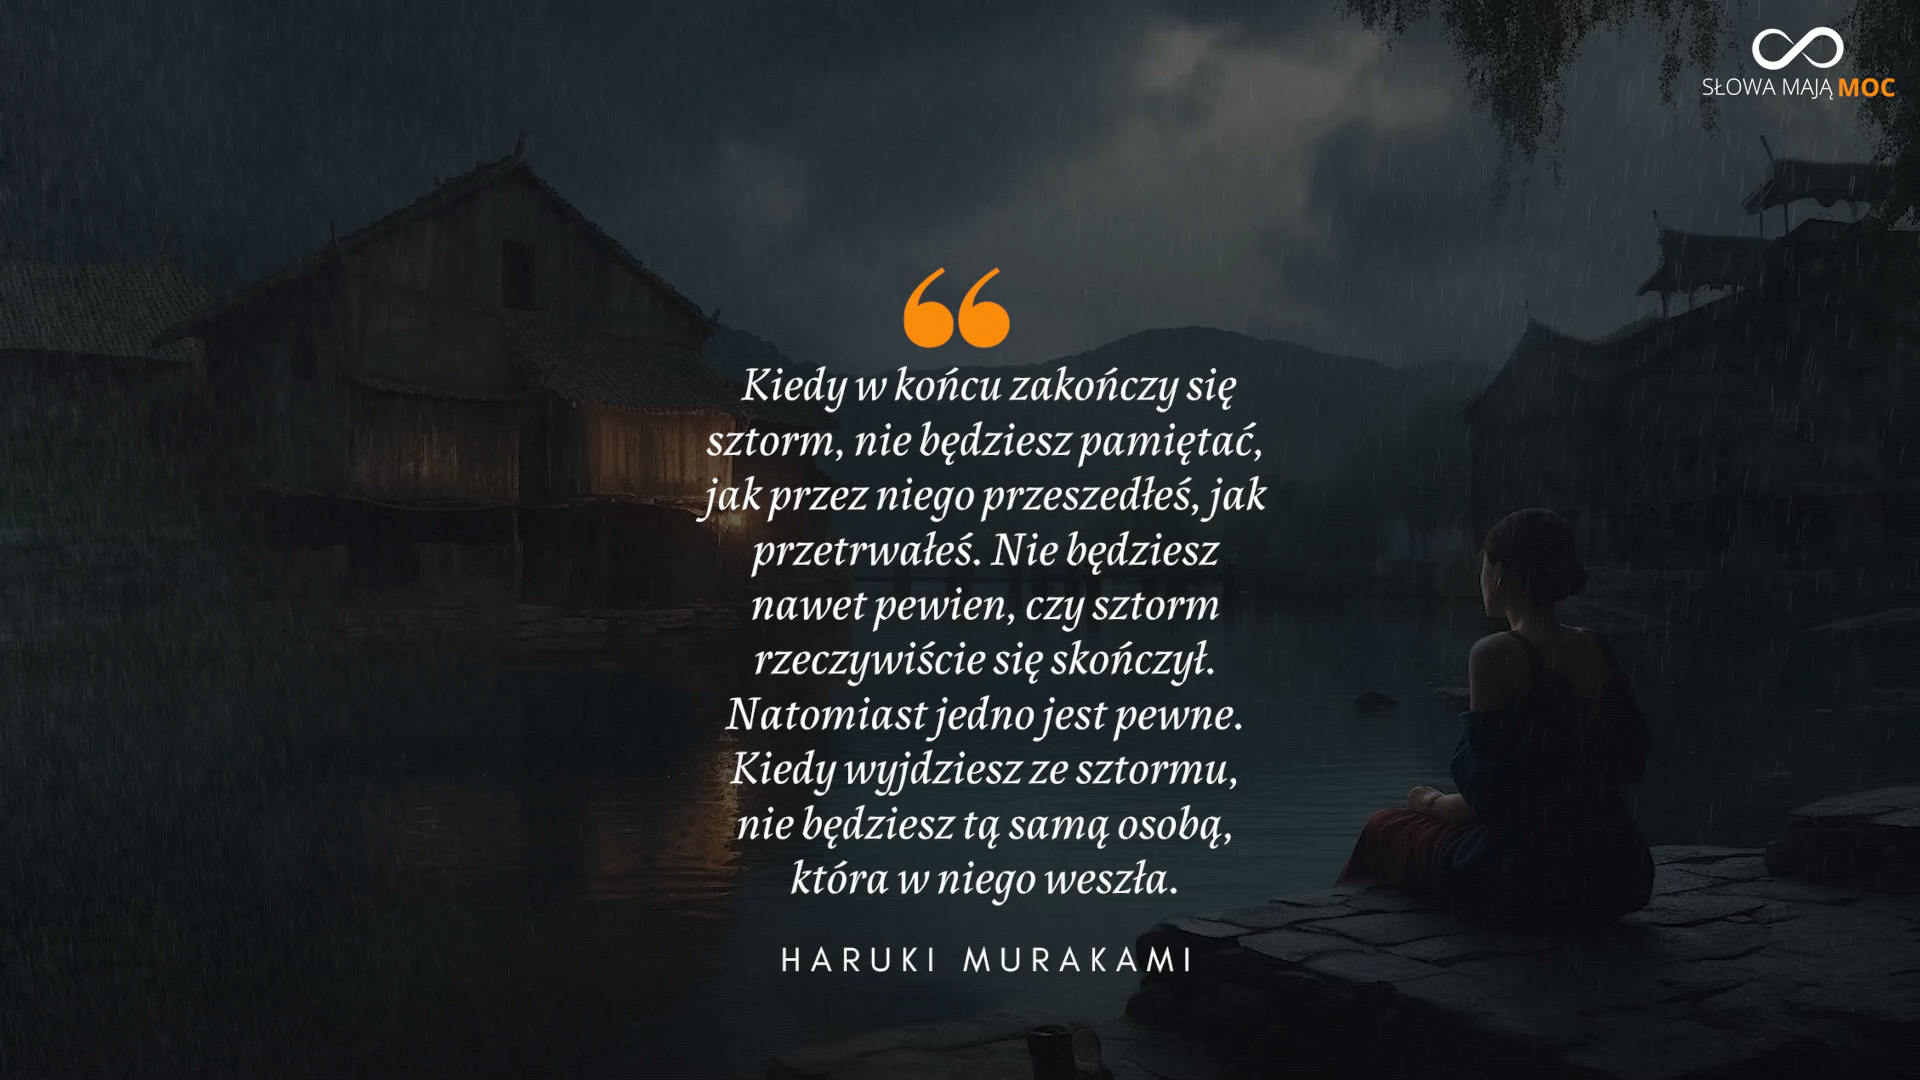 SŁOWA MAJĄ MOC
Kiedy w końcu zakończy się
sztorm, nie będziesz pamiętać,
jak przez niego przeszedłeś, jak
przetrwałeś. Nie będziesz
nawet pewien, czy sztorm
rzeczywiście się skończył.
Natomiast jedno jest pewne.
Kiedy wyjdziesz ze sztormu,
nie będziesz tą samą osobą,
która w niego weszła.
HARUKI MURAKAMI